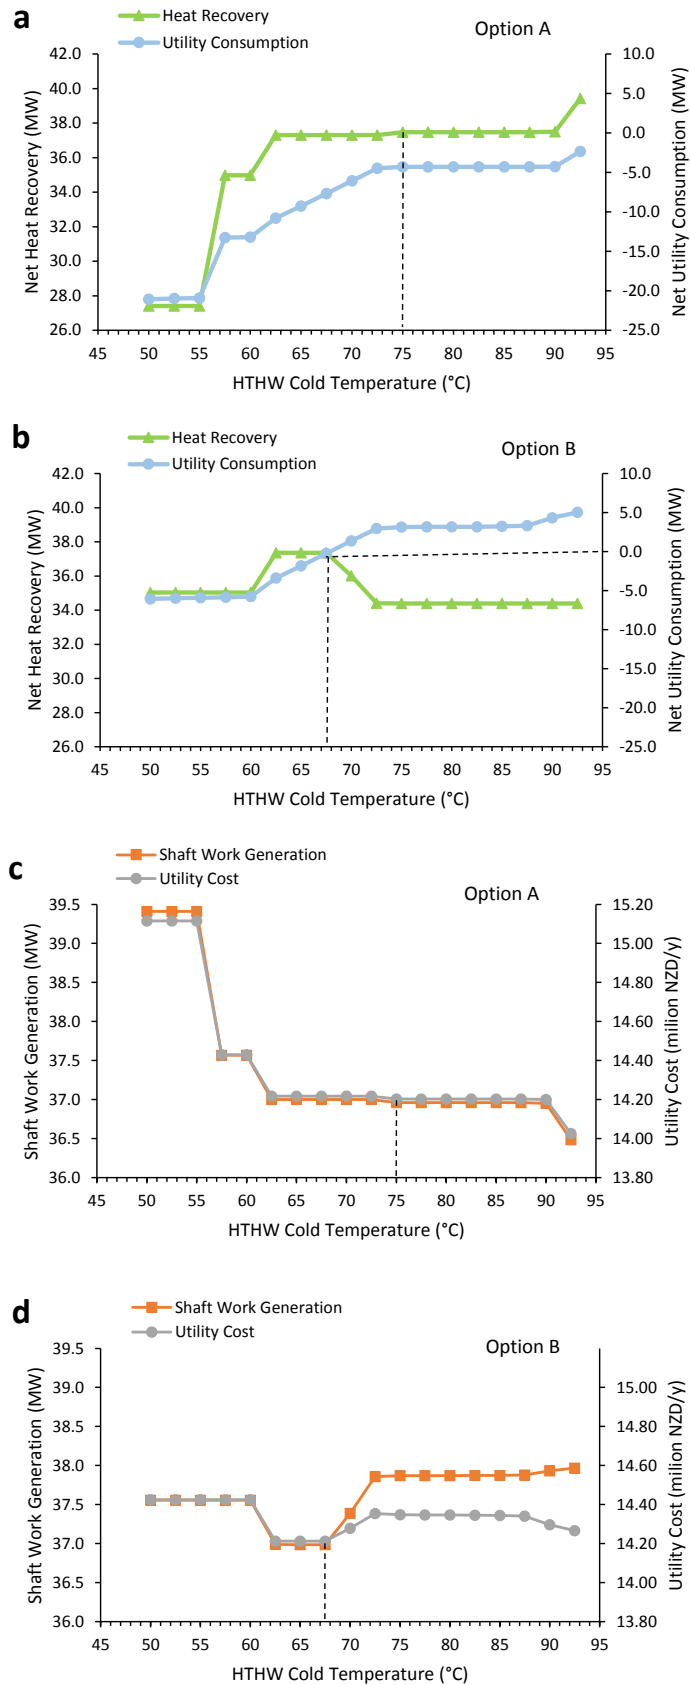 a
Heat Recovery
Utility Consumption
Option A
42.0
40.0
38.0
36.0
34.0
32.0
30.0
28.0
26.0
Net Heat Recovery (MW)
10.0
5.0
0.0
-5.0
-10.0
-15.0
-20.0
-25.0
Net Utility Consumption (MW)
45 50 55 60 65 70 75 80 85 90 95
HTHW Cold Temperature (°C)
b
Heat Recovery
Utility Consumption
Option B
42.0
40.0
38.0
36.0
34.0
32.0
30.0
28.0
26.0
Net Heat Recovery (MW)
10.0
5.0
0.0
-5.0
-10.0
-15.0
-20.0
-25.0
Net Utility Consumption (MW)
45 50 55 60 65 70 75 80 85 90 95
HTHW Cold Temperature (°C)
c
Shaft Work Generation
Utility Cost
Option A
39.5
39.0
38.5
38.0
37.5
37.0
36.5
36.0
Shaft Work Generation (MW)
15.20
15.00
14.80
14.60
14.40
14.20
14.00
13.80
Utility Cost (milion NZD/y)
45 50 55 60 65 70 75 80 85 90 95
HTHW Cold Temperature (°C)
d
Shaft Work Generation
Utility Cost
Option B
39.5
39.0
38.5
38.0
37.5
37.0
36.5
36.0
Shaft Work Generation (MW)
15.00
14.80
14.60
14.40
14.20
14.00
13.80
Utility Cost (milion NZD/y)
45 50 55 60 65 70 75 80 85 90 95
HTHW Cold Temperature (°C)